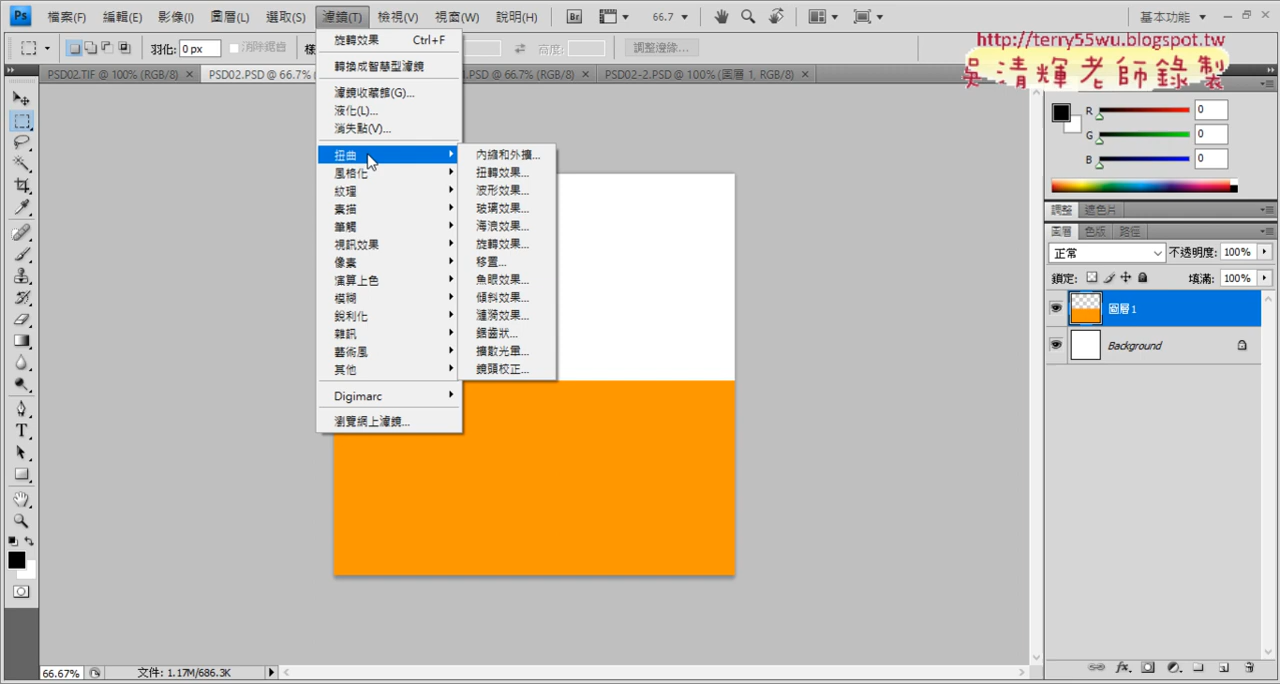 Ps 檔案(F) 編輯(E) 影像(I) 圖層(L) 選取(S) 濾鏡(T) 檢視(V) 視窗(W) 說明(H) Br 66.7 基本功能
http://terry55wu.blogspot.tw
吳清輝老師錄製
羽化: 0 px 消除鋸齒 樣 高度: 調整邊緣...
PSD02.TIF @ 100% (RGB/8) × PSD02.PSD @ 66.7% .PSD @ 66.7% (RGB/8) × PSD02-2.PSD @ 100% (圖層 1, RGB/8) ×
旋轉效果 Ctrl+F
轉換成智慧型濾鏡
濾鏡收藏館(G)...
液化(L)...
消失點(V)...
扭曲
風格化
紋理
素描
筆觸
視訊效果
像素
演算上色
模糊
銳利化
雜訊
藝術風
其他
Digimarc
瀏覽網上濾鏡...
內縮和外擴...
扭轉效果...
波形效果...
玻璃效果...
海浪效果...
旋轉效果...
移置...
魚眼效果...
傾斜效果...
漣漪效果...
鋸齒狀...
擴散光暈...
鏡頭校正...
R 0
G 0
B 0
調整 遮色片
圖層 色版 路徑
正常 不透明度: 100%
鎖定: 填滿: 100%
圖層 1
Background
66.67% 文件: 1.17M/686.3K